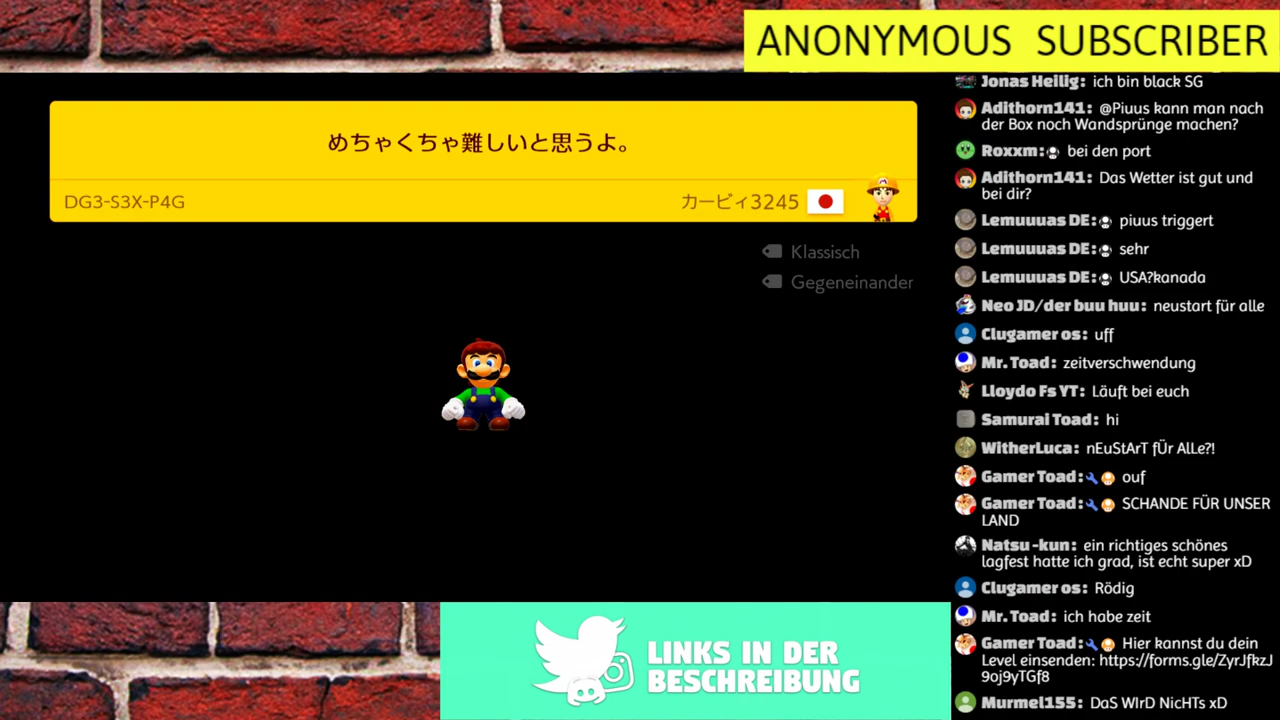 ANONYMOUS SUBSCRIBER
めちゃくちゃ難しいと思うよ。
DG3-S3X-P4G
カービィ3245
Klassisch
Gegeneinander
Jonas Heilig: ich bin black SG
Adithorn141: @Piuus kann man nach
der Box noch Wandsprünge machen?
Roxxm: bei den port
Adithorn141: Das Wetter ist gut und
bei dir?
Lemuuuas DE: piuus triggert
Lemuuuas DE: sehr
Lemuuuas DE: USA?kanada
Neo JD/der buu huu: neustart für alle
Clugamer os: uff
Mr. Toad: zeitverschwendung
Lloydo Fs YT: Läuft bei euch
Samurai Toad: hi
WitherLuca: nEuStArT fÜr AlLe?!
Gamer Toad: ouf
Gamer Toad: SCHANDE FÜR UNSER
LAND
Natsu -kun: ein richtiges schönes
lagfest hatte ich grad, ist echt super xD
Clugamer os: Rödig
Mr. Toad: ich habe zeit
Gamer Toad: Hier kannst du dein
Level einsenden: https://forms.gle/ZyrJfkzJ
9oj9yTGf8
Murmel155: DaS WIrD NicHTs xD
LINKS IN DER
BESCHREIBUNG